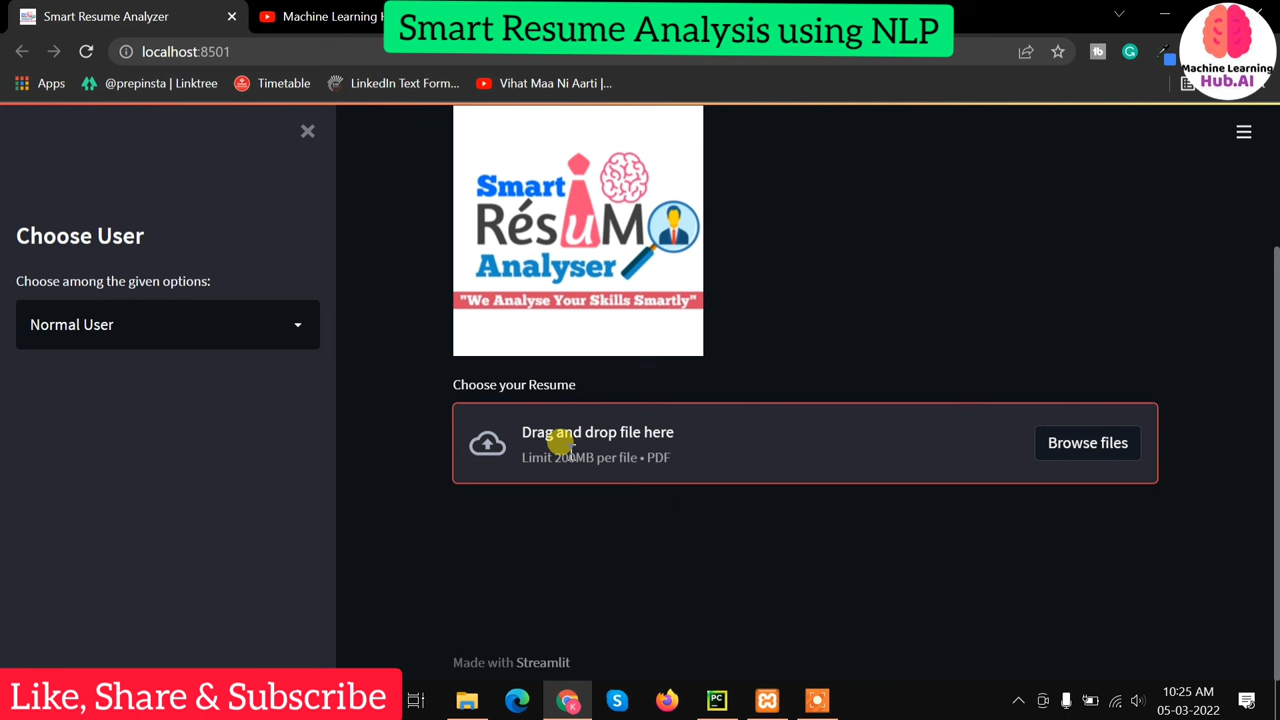 Smart Resume Analyzer
Machine Learning H
Smart Resume Analysis using NLP
localhost:8501
Apps
@prepinsta | Linktree
Timetable
LinkedIn Text Form...
Vihat Maa Ni Aarti |...
Machine Learning
Hub.AI
Choose User
Choose among the given options:
Normal User
Smart
RésuM
Analyser
"We Analyse Your Skills Smartly"
Choose your Resume
Drag and drop file here
Limit 200MB per file • PDF
Browse files
Made with Streamlit
Like, Share & Subscribe
10:25 AM
05-03-2022